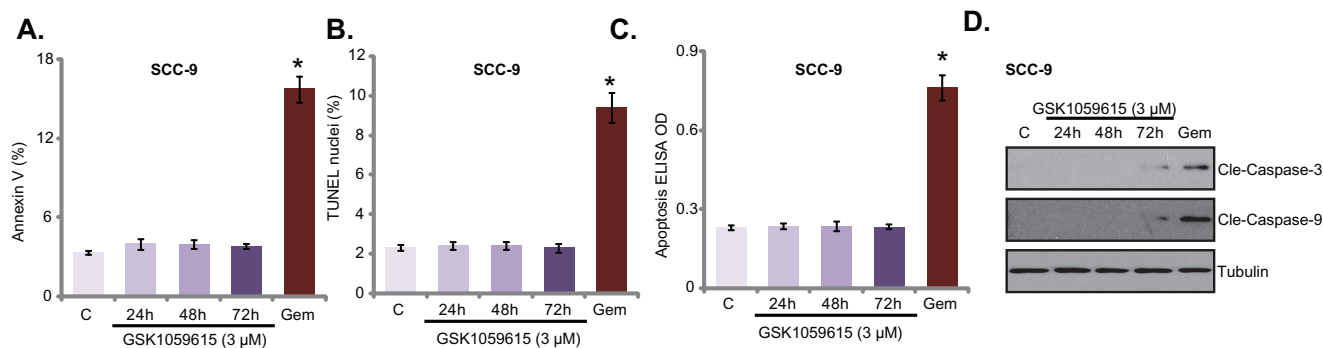 A.
SCC-9
*
Annexin V (%)
18
12
6
0
C 24h 48h 72h Gem
GSK1059615 (3 µM)
B.
SCC-9
*
TUNEL nuclei (%)
12
10
8
6
4
2
0
C 24h 48h 72h Gem
GSK1059615 (3 µM)
C.
SCC-9
*
Apoptosis ELISA OD
0.9
0.6
0.3
0
C 24h 48h 72h Gem
GSK1059615 (3 µM)
D.
SCC-9
GSK1059615 (3 µM)
C 24h 48h 72h Gem
Cle-Caspase-3
Cle-Caspase-9
Tubulin